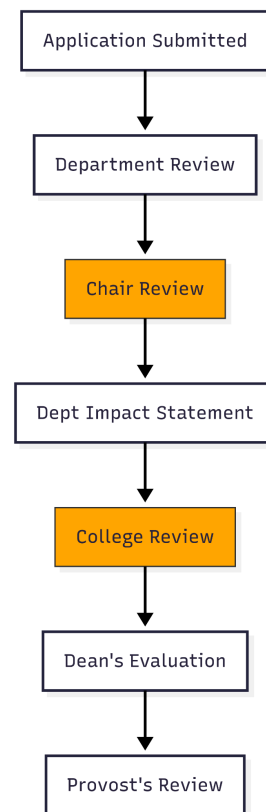 Application Submitted
Department Review
Chair Review
Dept Impact Statement
College Review
Dean's Evaluation
Provost's Review